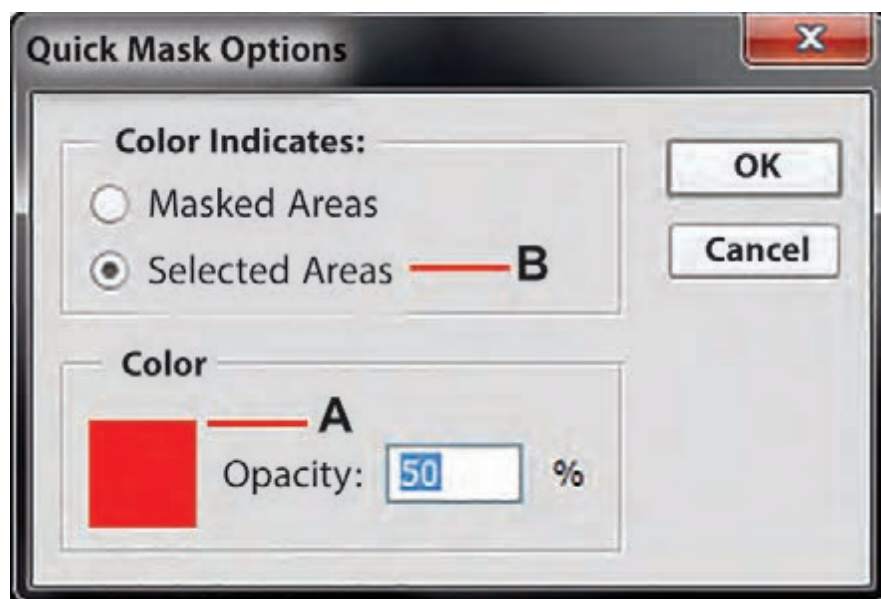 Quick Mask Options
Color Indicates:
Masked Areas
Selected Areas B
OK
Cancel
Color
A
Opacity: 50 %